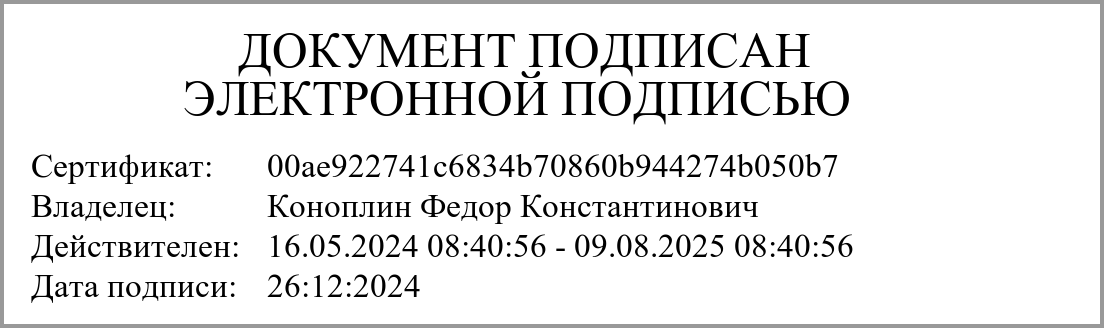 ДОКУМЕНТ ПОДПИСАН
ЭЛЕКТРОННОЙ ПОДПИСЬЮ
Сертификат: 00ae922741c6834b70860b944274b050b7
Владелец: Коноплин Федор Константинович
Действителен: 16.05.2024 08:40:56 - 09.08.2025 08:40:56
Дата подписи: 26:12:2024